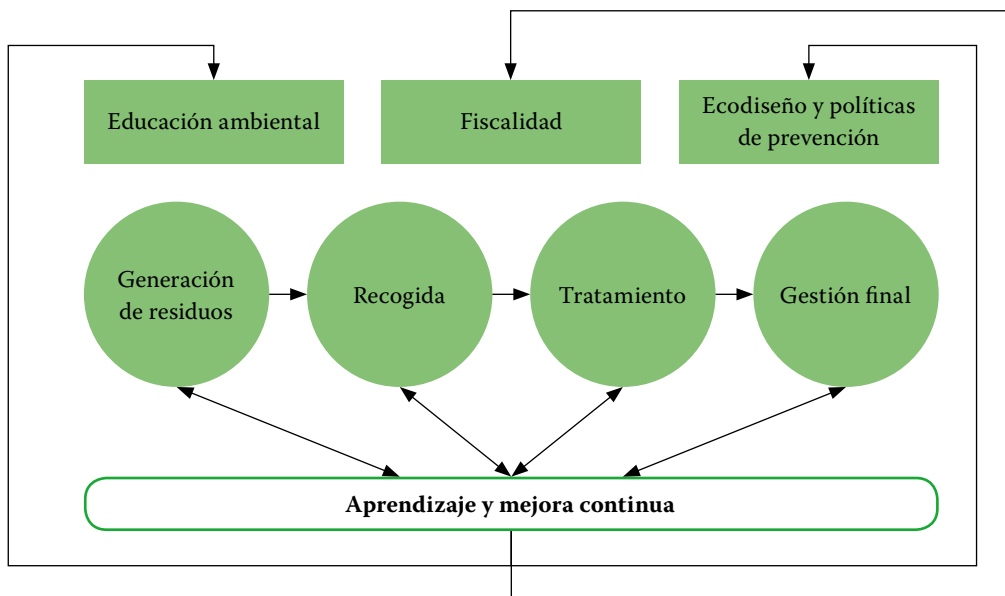 Educación ambiental
Fiscalidad
Ecodiseño y políticas
de prevención
Generación
de residuos
Recogida
Tratamiento
Gestión final
Aprendizaje y mejora continua